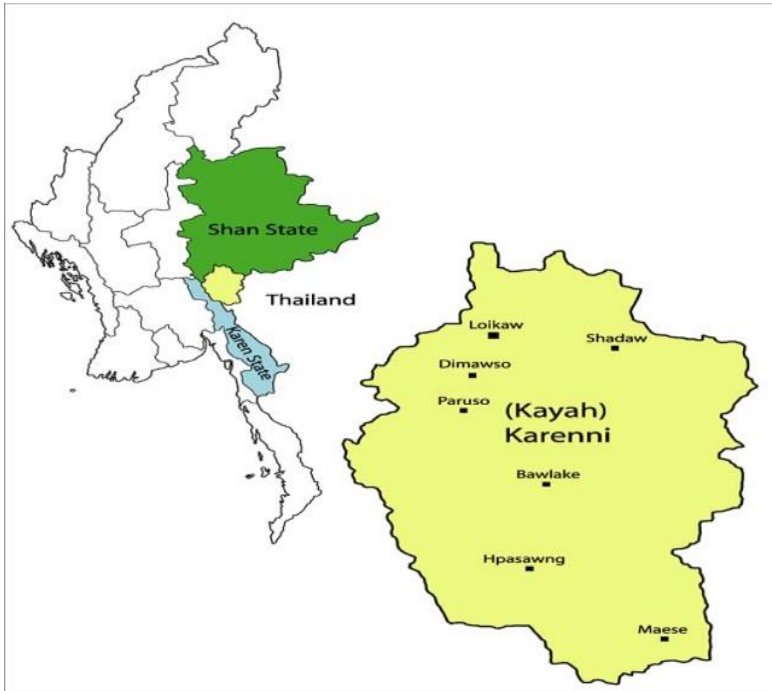 Shan State
Thailand
Karen State
Loikaw
Shadaw
Dimawso
Paruso
(Kayah)
Karenni
Bawlake
Hpasawng
Maese